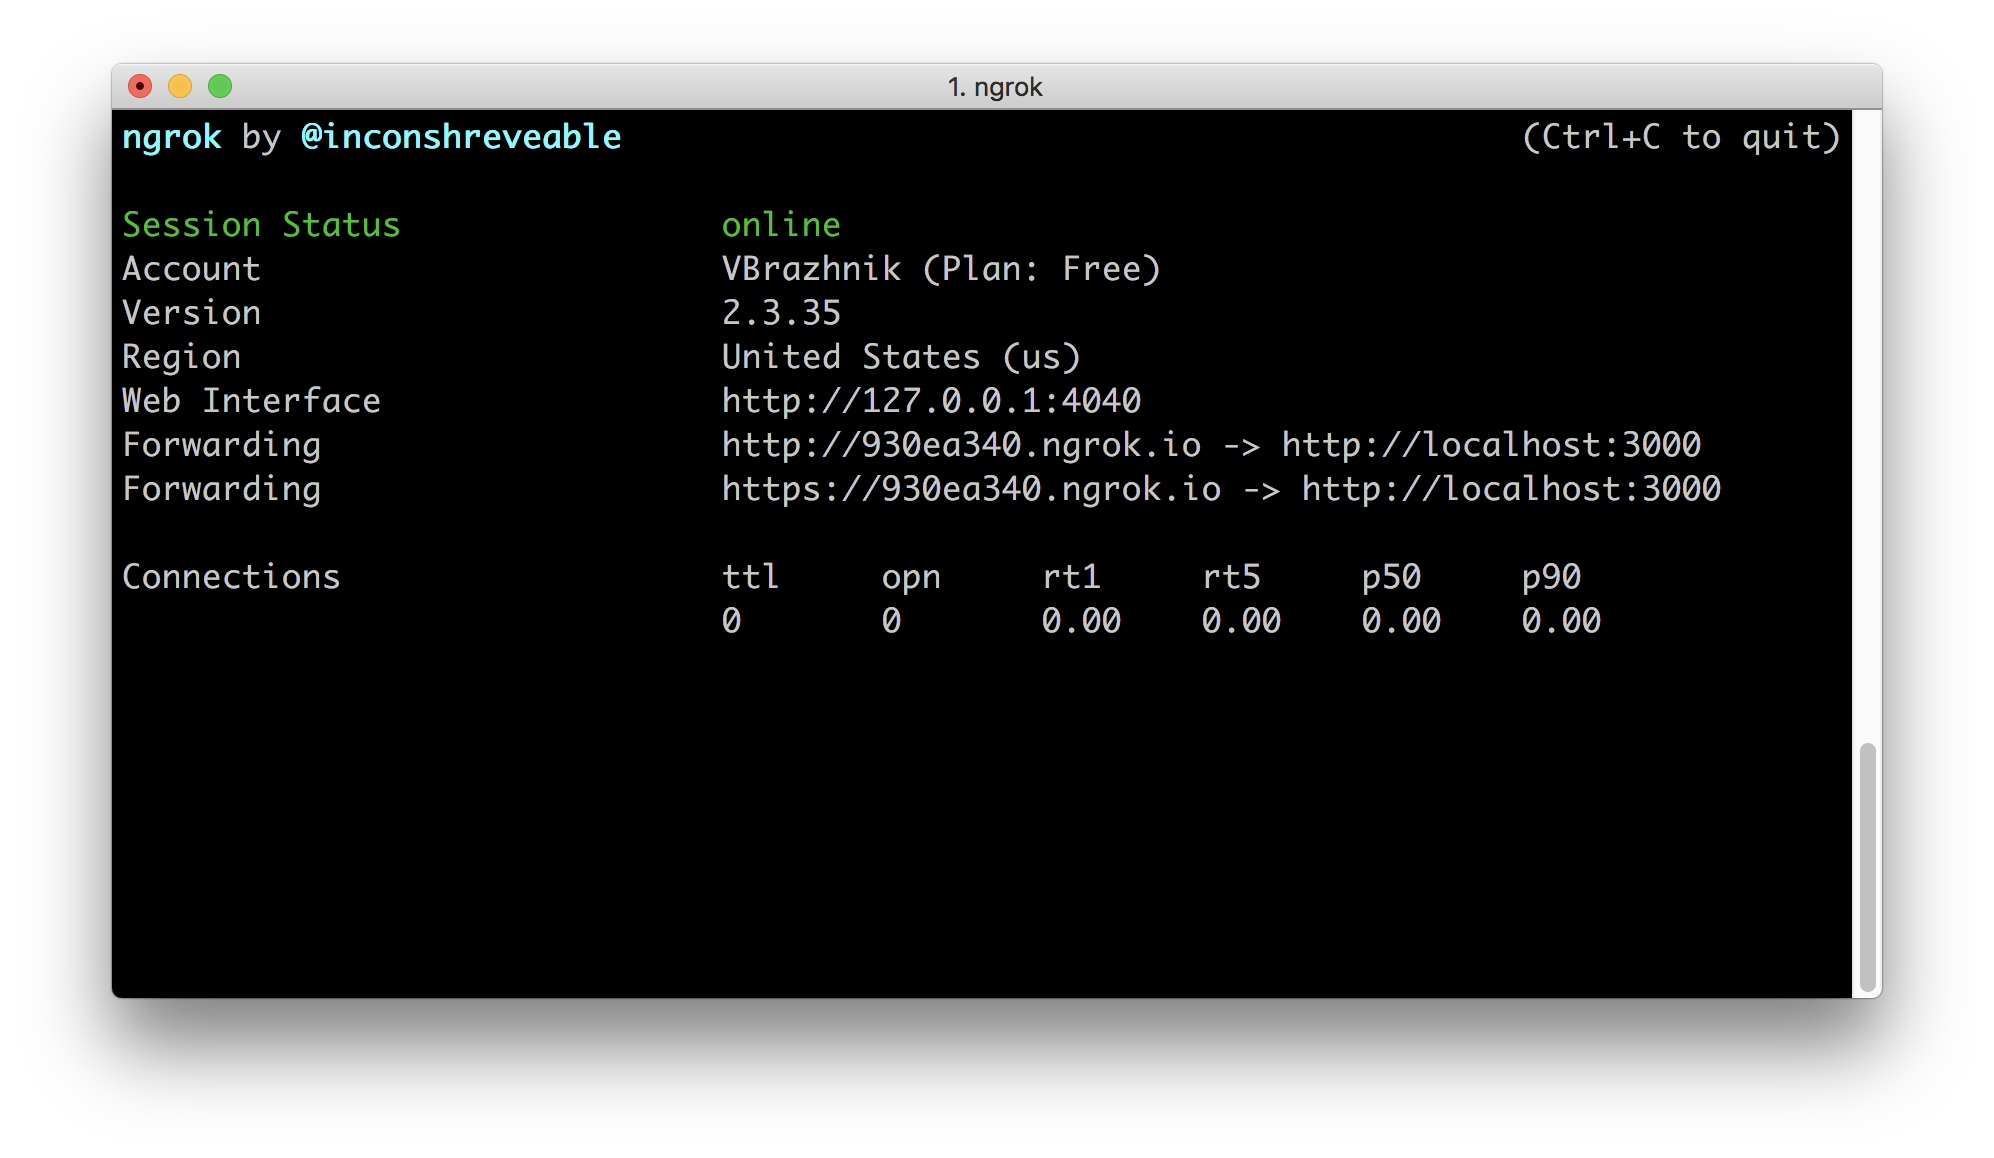 1. ngrok
ngrok by @inconshreveable (Ctrl+C to quit)
Session Status online
Account VBrazhnik (Plan: Free)
Version 2.3.35
Region United States (us)
Web Interface http://127.0.0.1:4040
Forwarding http://930ea340.ngrok.io -> http://localhost:3000
Forwarding https://930ea340.ngrok.io -> http://localhost:3000
Connections ttl opn rt1 rt5 p50 p90
0 0 0.00 0.00 0.00 0.00